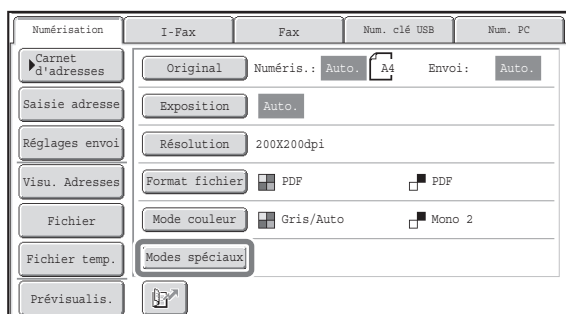 Numérisation I-Fax Fax Num. clé USB Num. PC
Carnet
d'adresses
Original Numéris.: Auto. A4 Envoi: Auto.
Saisie adresse Exposition Auto.
Réglages envoi Résolution 200X200dpi
Visu. Adresses Format fichier PDF PDF
Fichier Mode couleur Gris/Auto Mono 2
Fichier temp. Modes spéciaux
Prévisualis.